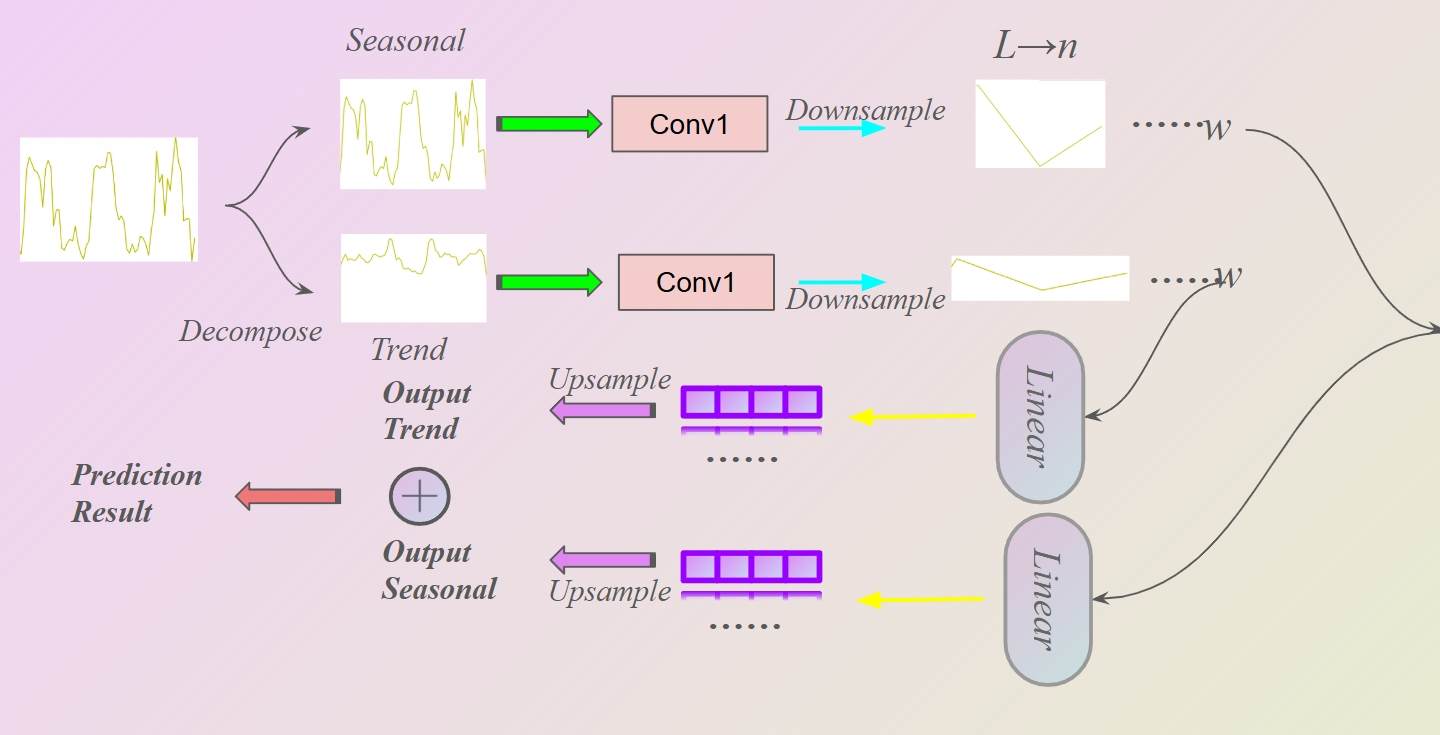 Seasonal
L→n
Conv1
Downsample
......w
Conv1
Downsample
......w
Decompose
Trend
Output
Trend
Upsample
Linear
......
Prediction
Result
Output
Seasonal
Upsample
Linear
......